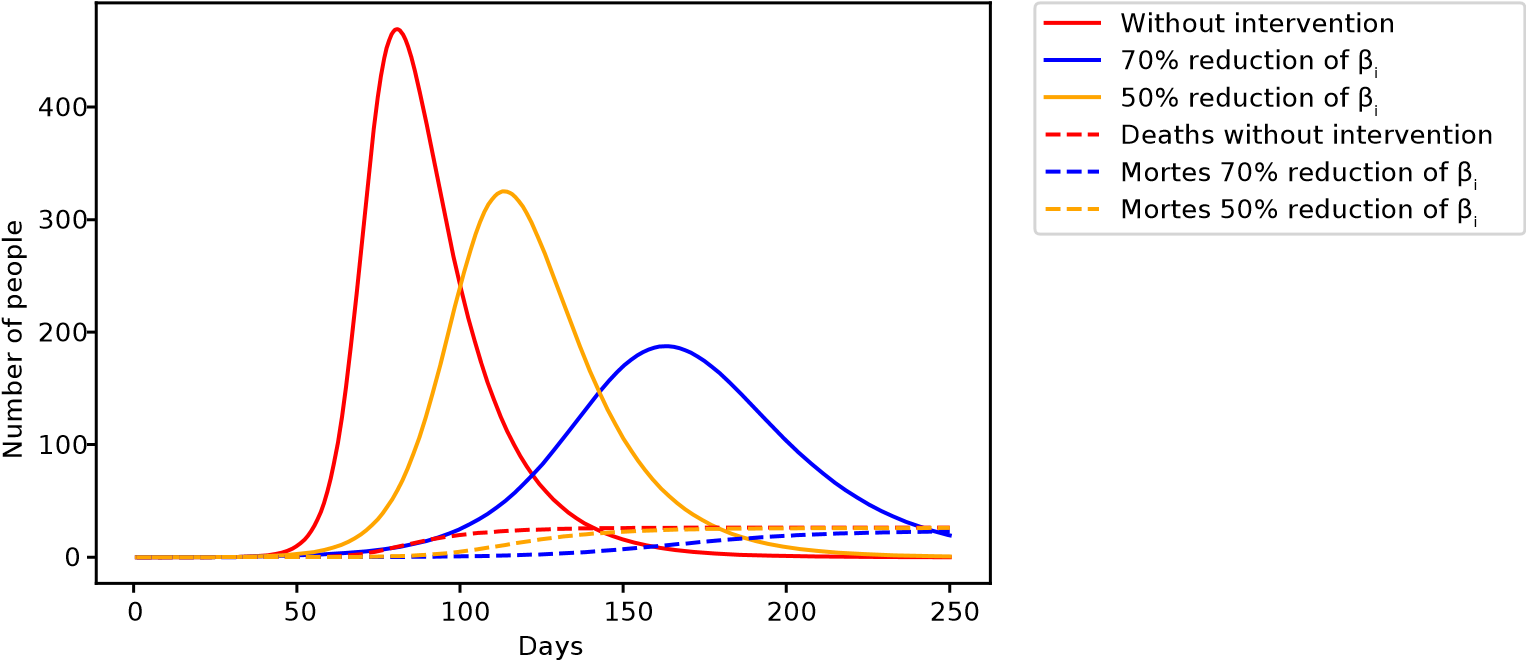 Number of people
400
300
200
100
0
0 50 100 150 200 250
Days
Without intervention
70% reduction of βi
50% reduction of βi
Deaths without intervention
Mortes 70% reduction of βi
Mortes 50% reduction of βi